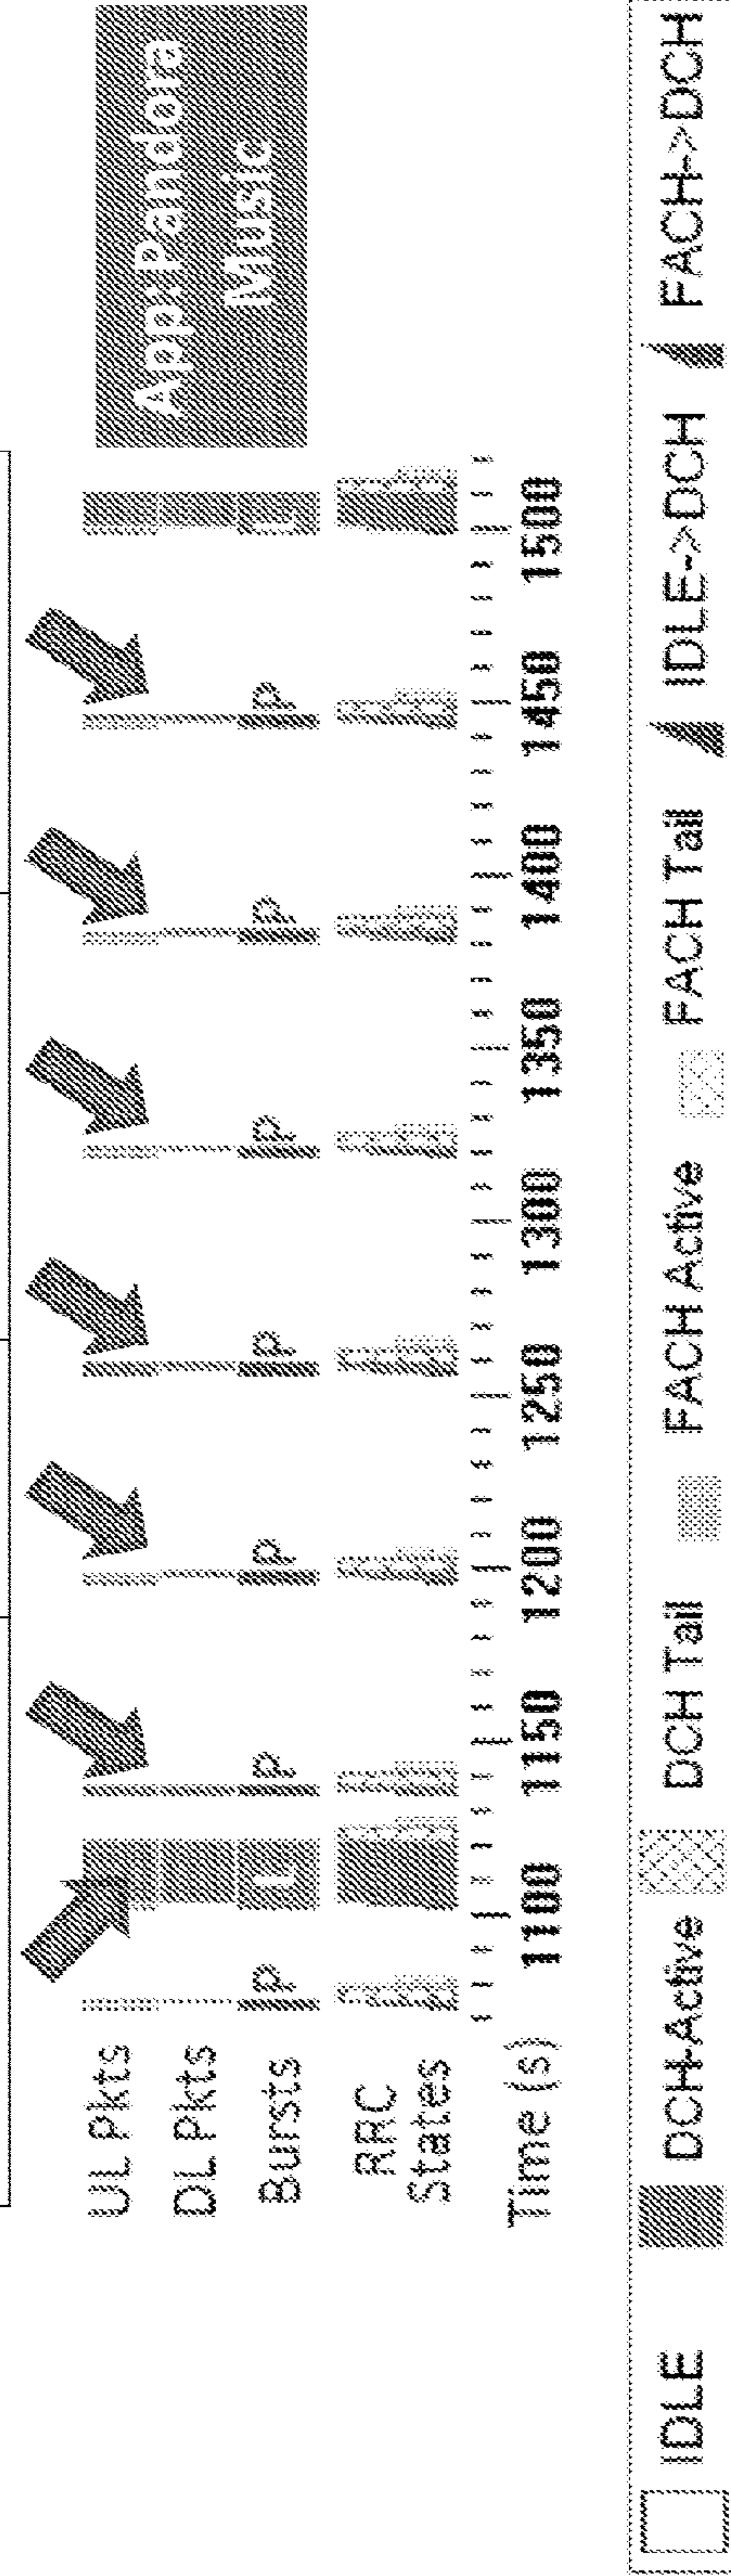 App:Pandora
Music
UL Pkts
DL Pkts
Bursts
P L P P P P P P P L
RRC
States
Time (s)
1100 1150 1200 1250 1300 1350 1400 1450 1500
IDLE DCH-Active DCH Tail FACH Active FACH Tail IDLE->DCH FACH->DCH